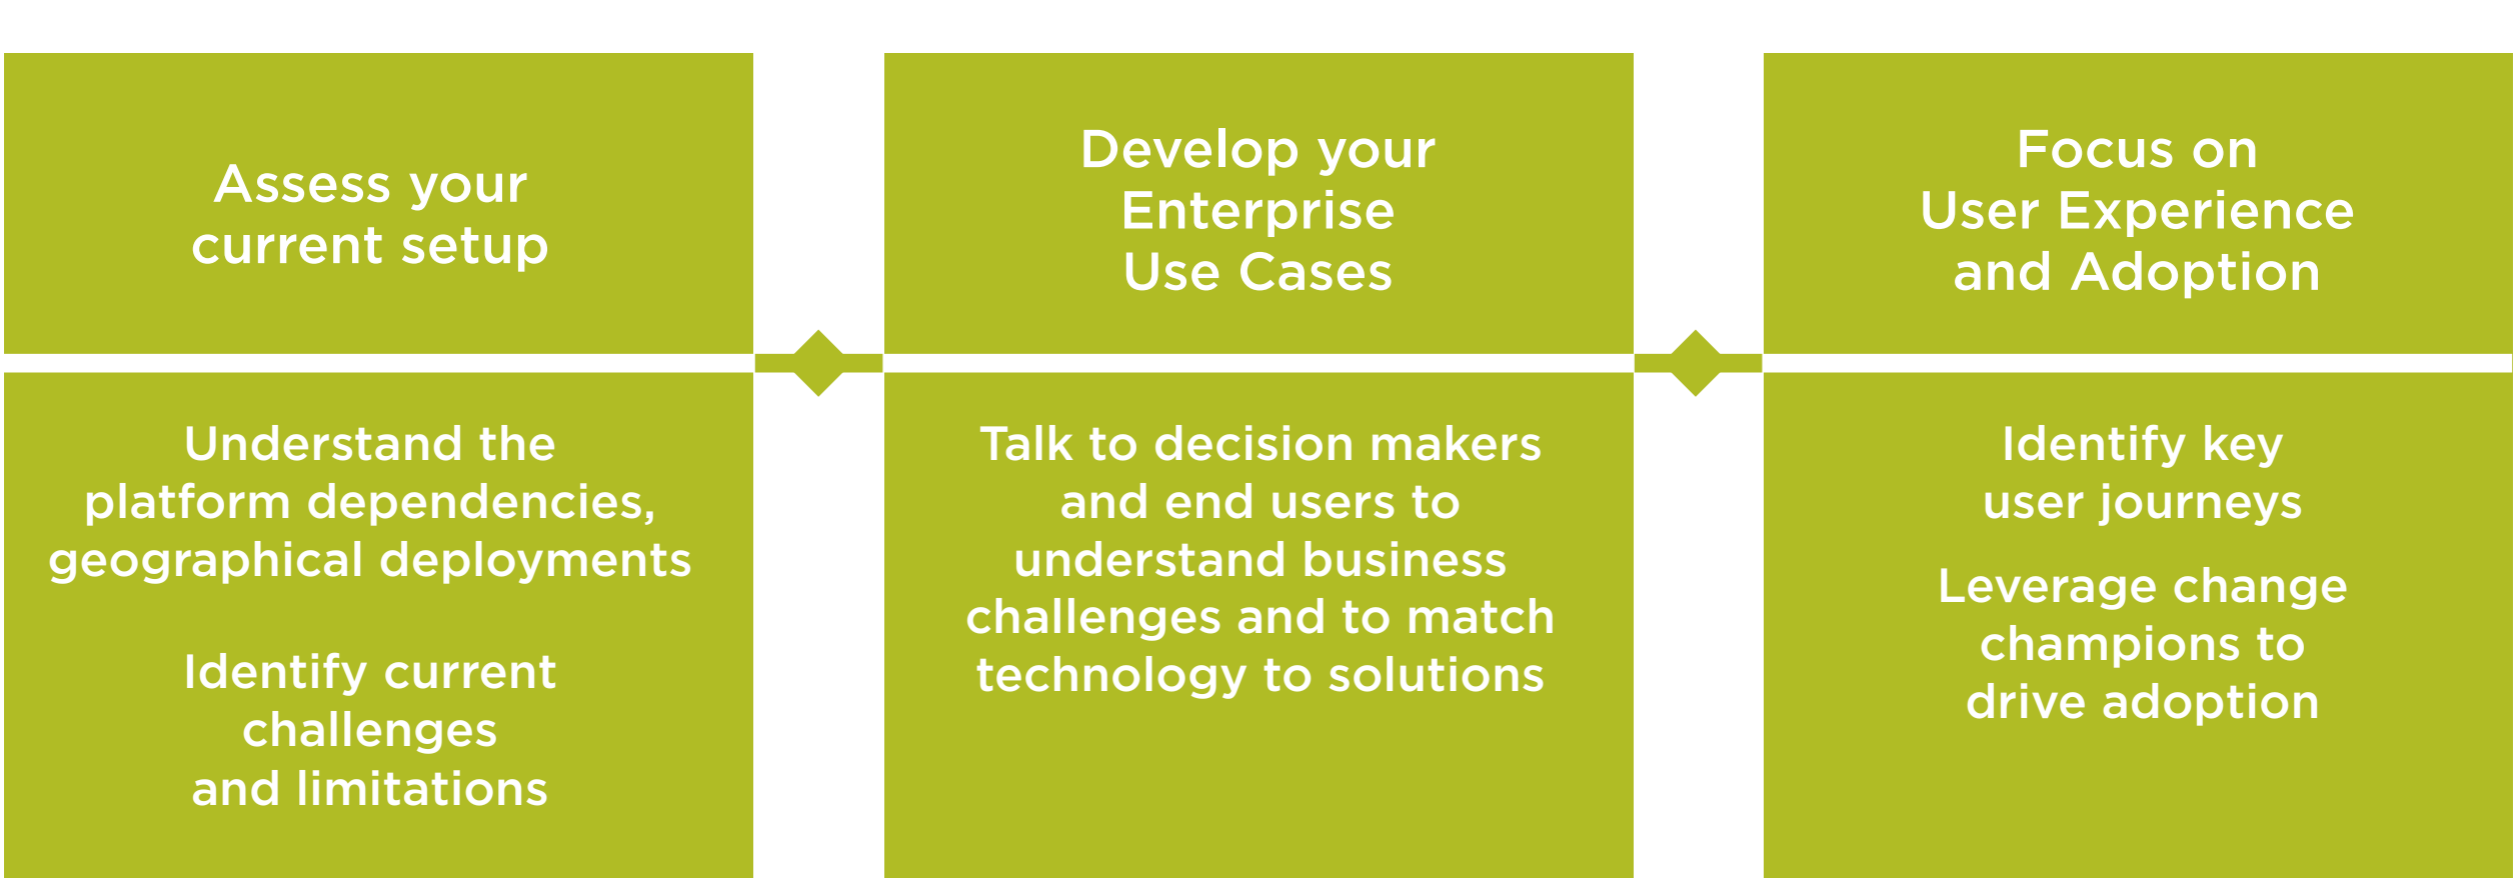 Assess your
current setup
Understand the
platform dependencies,
geographical deployments
Identify current
challenges
and limitations
Develop your
Enterprise
Use Cases
Talk to decision makers
and end users to
understand business
challenges and to match
technology to solutions
Focus on
User Experience
and Adoption
Identify key
user journeys
Leverage change
champions to
drive adoption